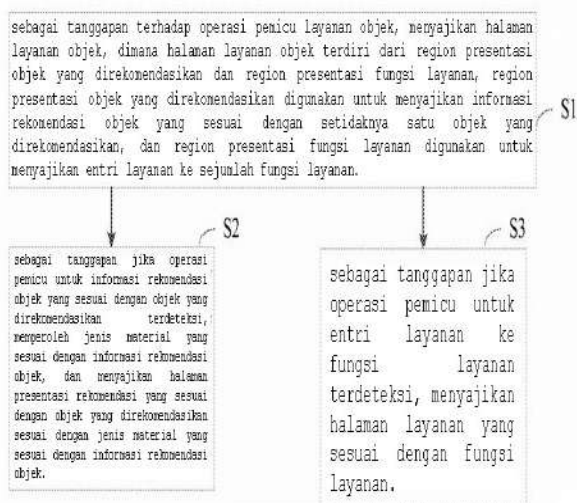 sebagai tanggapan terhadap operasi pemicu layanan objek, menyajikan halaman
layanan objek, dimana halaman layanan objek terdiri dari region presentasi
objek yang direkomendasikan dan region presentasi fungsi layanan, region
presentasi objek yang direkomendasikan digunakan untuk menyajikan informasi
rekomendasi objek yang sesuai dengan setidaknya satu objek yang
direkomendasikan, dan region presentasi fungsi layanan digunakan untuk
menyajikan entri layanan ke sejumlah fungsi layanan.
S1
S2
sebagai tanggapan jika operasi
pemicu untuk informasi rekomendasi
objek yang sesuai dengan objek yang
direkomendasikan terdeteksi,
memperoleh jenis material yang
sesuai dengan informasi rekomendasi
objek, dan menyajikan halaman
presentasi rekomendasi yang sesuai
dengan objek yang direkomendasikan
sesuai dengan jenis material yang
sesuai dengan informasi rekomendasi
objek.
S3
sebagai tanggapan jika
operasi pemicu untuk
entri layanan ke
fungsi layanan
terdeteksi, menyajikan
halaman layanan yang
sesuai dengan fungsi
layanan.